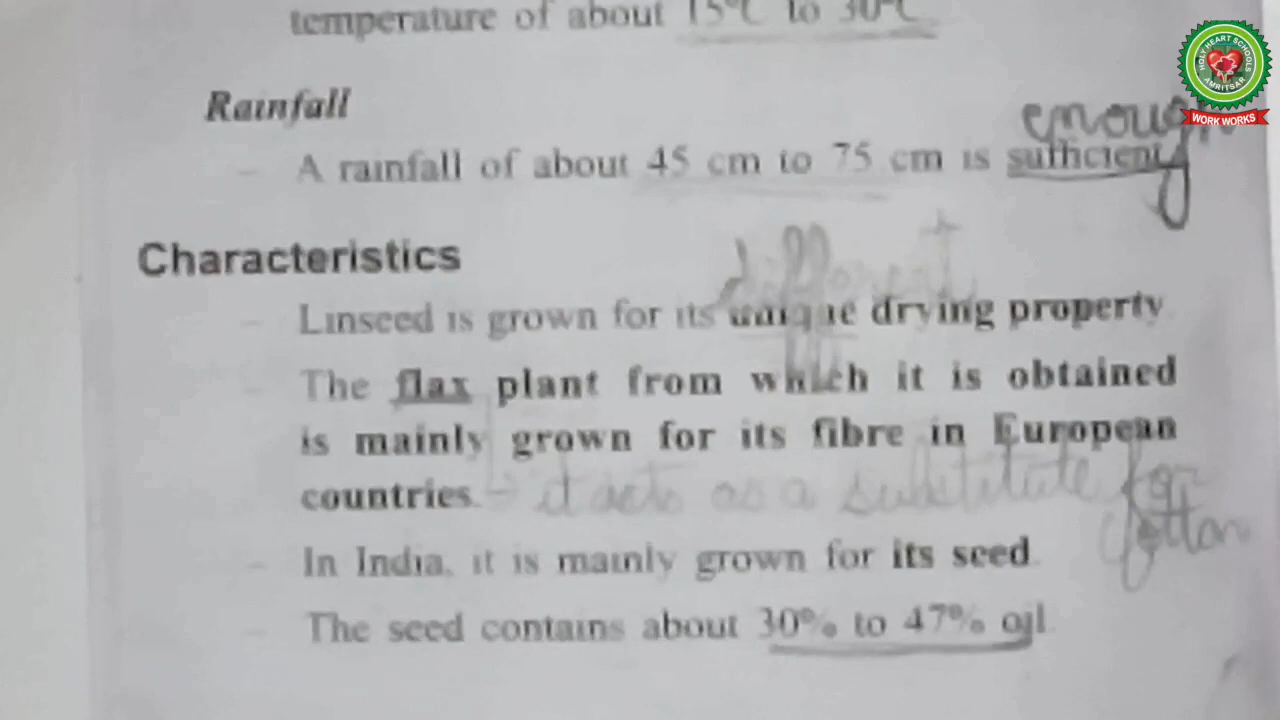 temperature of about 15°C to 30°C
HOLY HEART SCHOOLS
AMRITSAR
WORK WORKS
Rainfall
enough
– A rainfall of about 45 cm to 75 cm is sufficient
Characteristics
different
– Linseed is grown for its unique drying property
– The flax plant from which it is obtained
is mainly grown for its fibre in European
countries. – it acts as a substitute for
cotton
– In India, it is mainly grown for its seed.
– The seed contains about 30% to 47% oil.